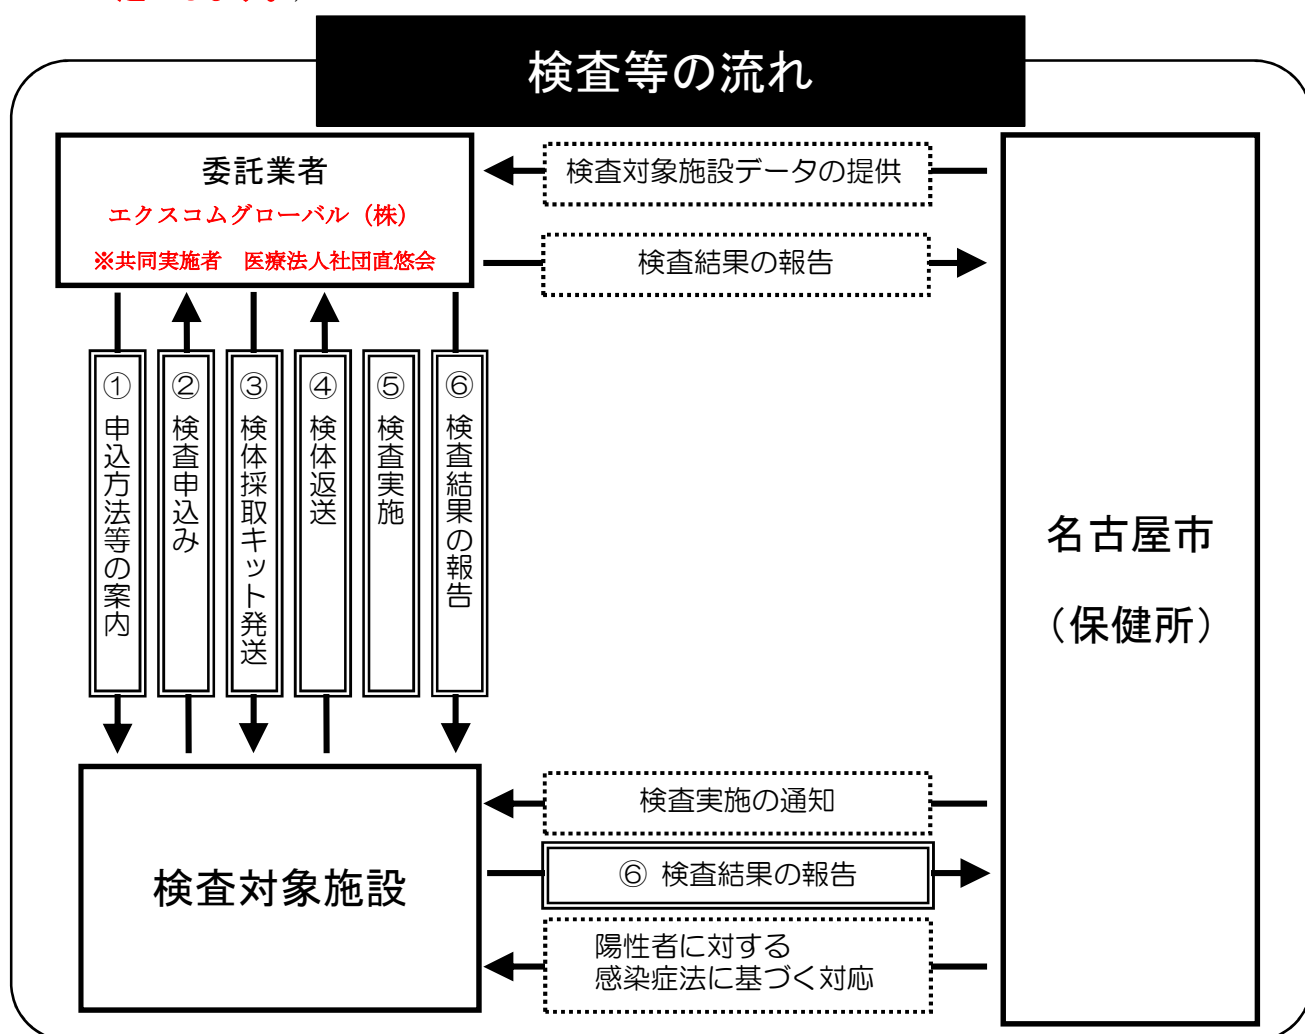 検査等の流れ
委託業者
エクスコムグローバル（株）
※共同実施者　医療法人社団直悠会
検査対象施設データの提供
検査結果の報告
① 申込方法等の案内
② 検査申込み
③ 検体採取キット発送
④ 検体返送
⑤ 検査実施
⑥ 検査結果の報告
名古屋市
（保健所）
検査対象施設
検査実施の通知
⑥ 検査結果の報告
陽性者に対する
感染症法に基づく対応